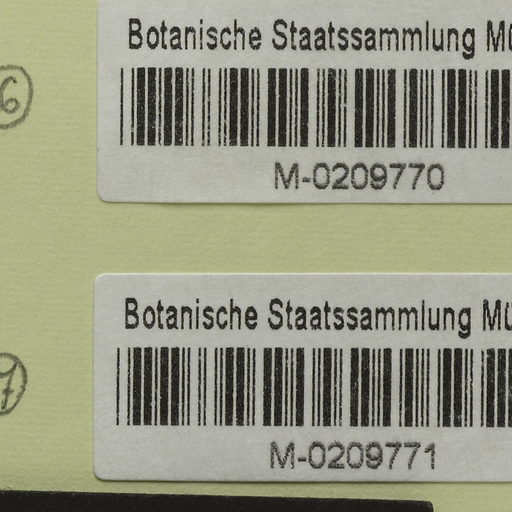 Botanische Staatssammlung Mü
6
M-0209770
Botanische Staatssammlung Mü
7
M-0209771